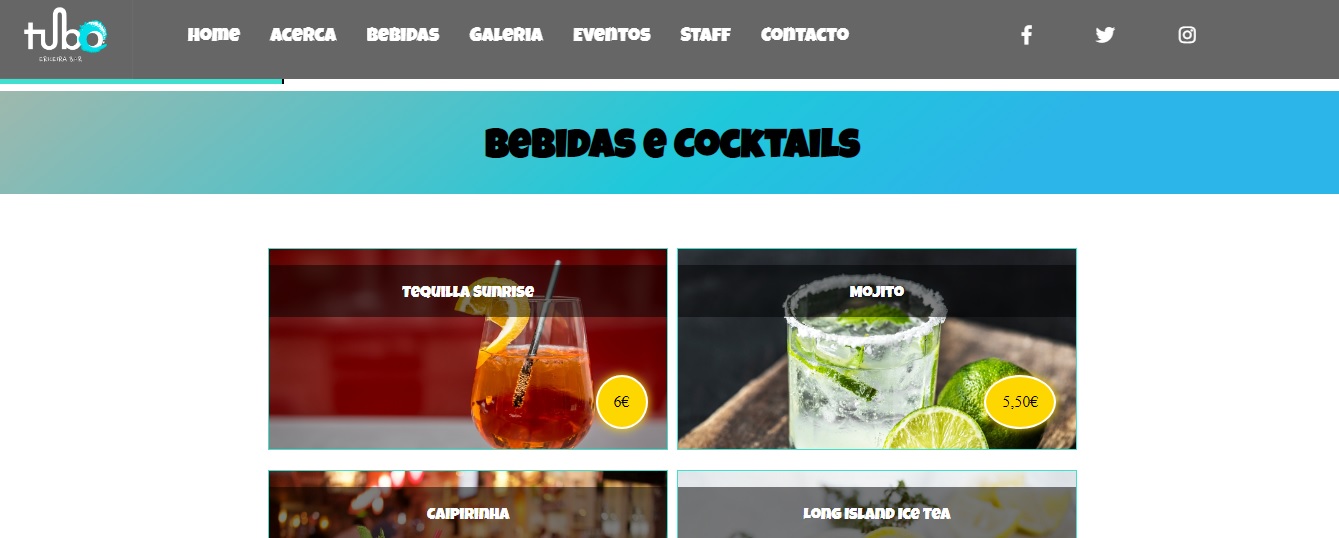 tubo
ERICEIRA BAR
Home Acerca Bebidas Galeria Eventos Staff Contacto
Bebidas e Cocktails
Tequilla Sunrise
Mojito
6€
5,50€
Caipirinha
Long Island Ice Tea